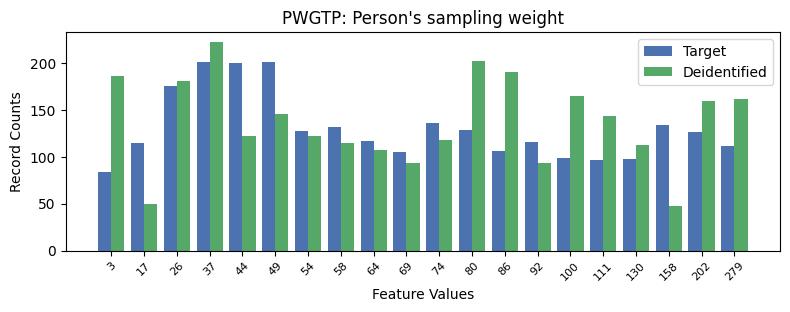 PWGTP: Person's sampling weight
Target
Deidentified
Record Counts
200
150
100
50
0
3 17 26 37 44 49 54 58 64 69 74 80 86 92 100 111 130 158 202 279
Feature Values